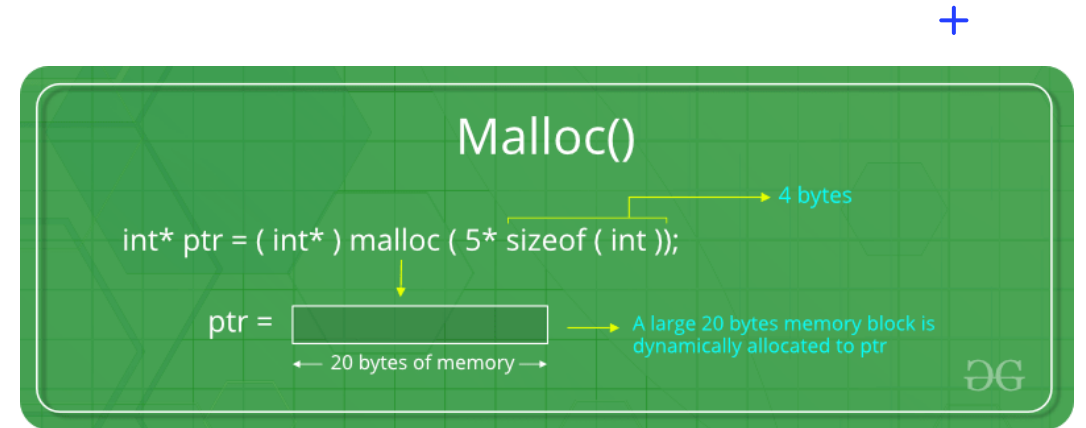 Malloc()
4 bytes
int* ptr = ( int* ) malloc ( 5* sizeof ( int ));
ptr =
A large 20 bytes memory block is
dynamically allocated to ptr
20 bytes of memory